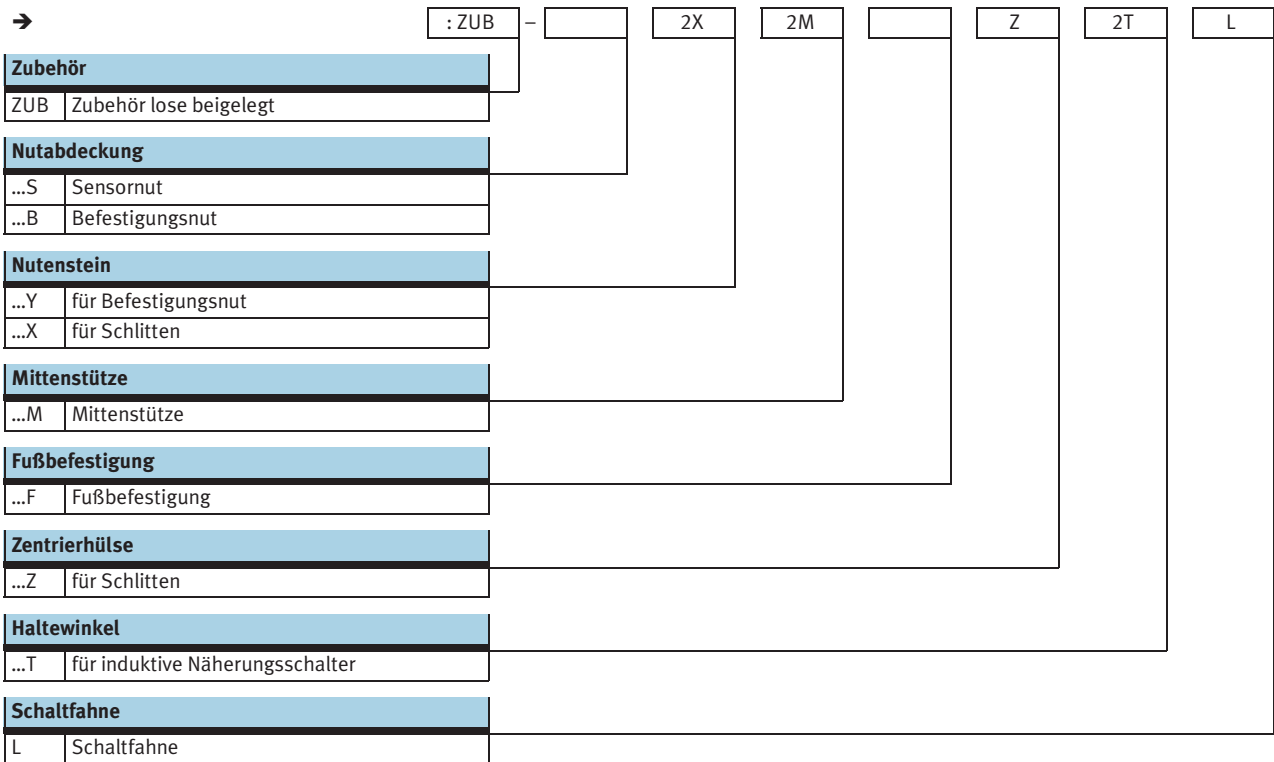 ➔ : ZUB – 2X 2M Z 2T L
Zubehör
ZUB Zubehör lose beigelegt
Nutabdeckung
...S Sensornut
...B Befestigungsnut
Nutenstein
...Y für Befestigungsnut
...X für Schlitten
Mittenstütze
...M Mittenstütze
Fußbefestigung
...F Fußbefestigung
Zentrierhülse
...Z für Schlitten
Haltewinkel
...T für induktive Näherungsschalter
Schaltfahne
L Schaltfahne